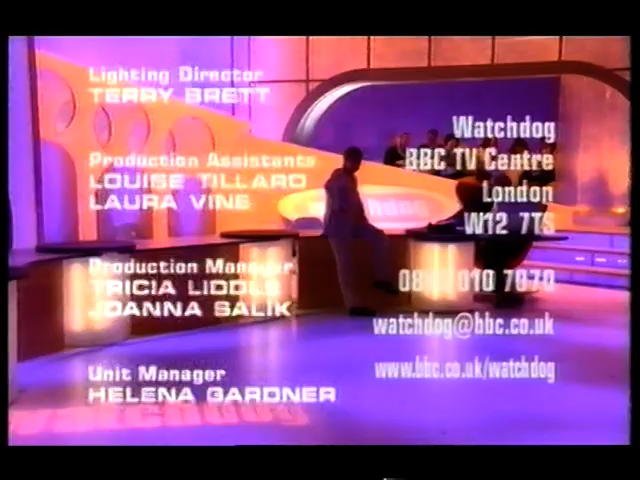 Lighting Director
TERRY BRETT
Production Assistants
LOUISE TILLARD
LAURA VINE
Production Manager
TRICIA LIDDLE
JOANNA SALIK
Unit Manager
HELENA GARDNER
Watchdog
BBC TV Centre
London
W12 7TS
010 7070
watchdog@bbc.co.uk
www.bbc.co.uk/watchdog
watchdog